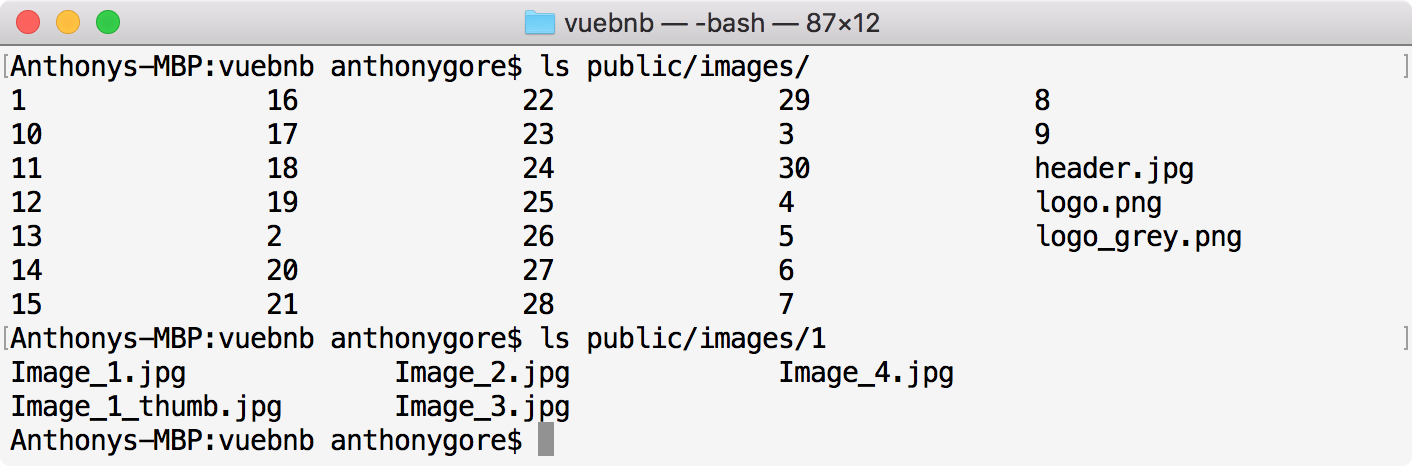 vuebnb — -bash — 87×12
[Anthonys-MBP:vuebnb anthonygore$ ls public/images/ ]
1 16 22 29 8
10 17 23 3 9
11 18 24 30 header.jpg
12 19 25 4 logo.png
13 2 26 5 logo_grey.png
14 20 27 6
15 21 28 7
[Anthonys-MBP:vuebnb anthonygore$ ls public/images/1 ]
Image_1.jpg Image_2.jpg Image_4.jpg
Image_1_thumb.jpg Image_3.jpg
Anthonys-MBP:vuebnb anthonygore$